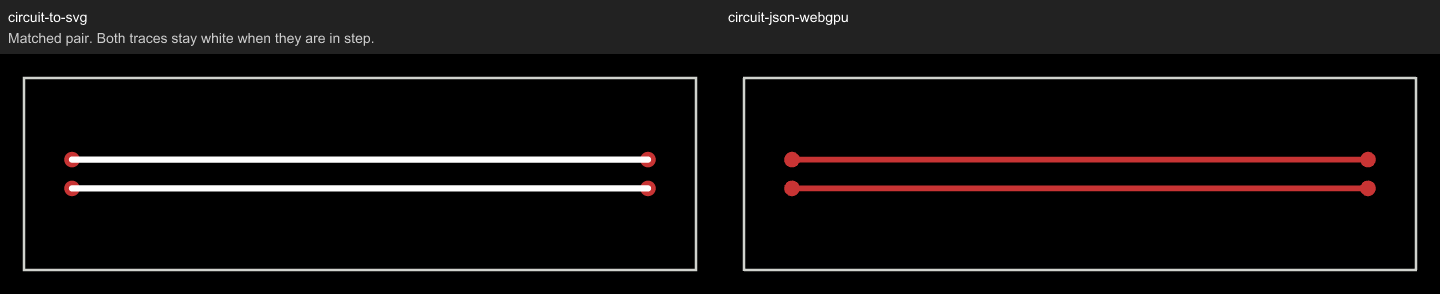 circuit-to-svg
Matched pair. Both traces stay white when they are in step.
circuit-json-webgpu